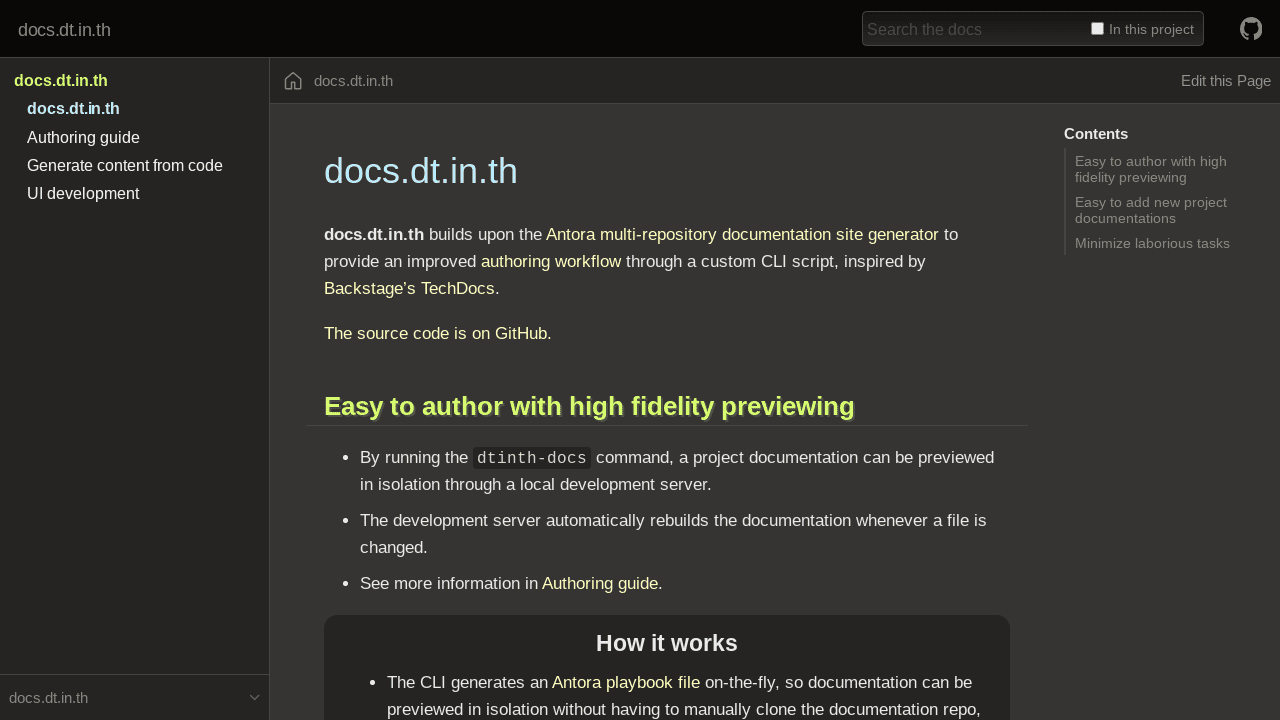 docs.dt.in.th
Search the docs
In this project
docs.dt.in.th
docs.dt.in.th
Authoring guide
Generate content from code
UI development
docs.dt.in.th
docs.dt.in.th
Edit this Page
docs.dt.in.th
docs.dt.in.th builds upon the Antora multi-repository documentation site generator to
provide an improved authoring workflow through a custom CLI script, inspired by
Backstage’s TechDocs.
The source code is on GitHub.
Easy to author with high fidelity previewing
By running the dtinth-docs command, a project documentation can be previewed
in isolation through a local development server.
The development server automatically rebuilds the documentation whenever a file is
changed.
See more information in Authoring guide.
How it works
The CLI generates an Antora playbook file on-the-fly, so documentation can be
previewed in isolation without having to manually clone the documentation repo,
Contents
Easy to author with high
fidelity previewing
Easy to add new project
documentations
Minimize laborious tasks